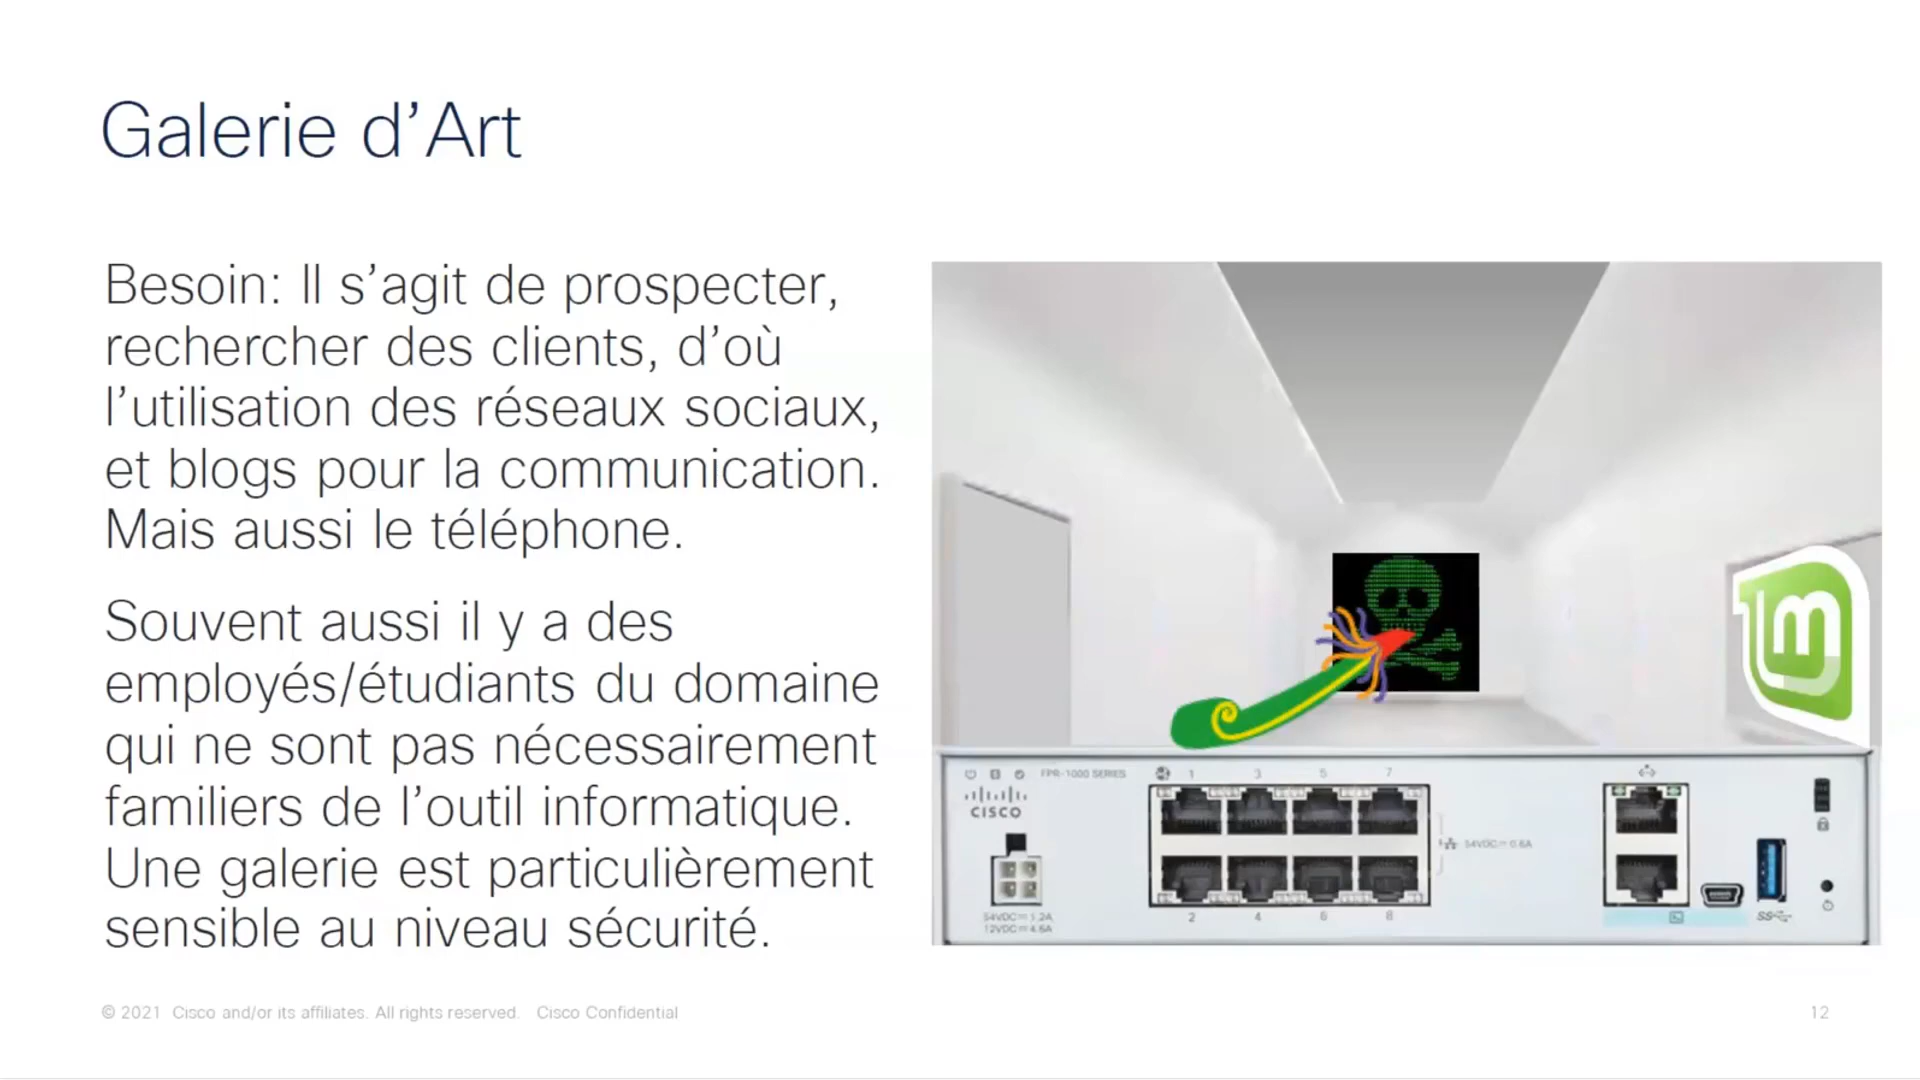 Galerie d’Art
Besoin: Il s’agit de prospecter,
rechercher des clients, d’où
l’utilisation des réseaux sociaux,
et blogs pour la communication.
Mais aussi le téléphone.
Souvent aussi il y a des
employés/étudiants du domaine
qui ne sont pas nécessairement
familiers de l’outil informatique.
Une galerie est particulièrement
sensible au niveau sécurité.
FPR-1000 SERIES
1 3 5 7
CISCO
54VDC⎓0.6A
54VDC⎓1.2A
12VDC⎓4.6A
2 4 6 8
SS
© 2021 Cisco and/or its affiliates. All rights reserved. Cisco Confidential
12